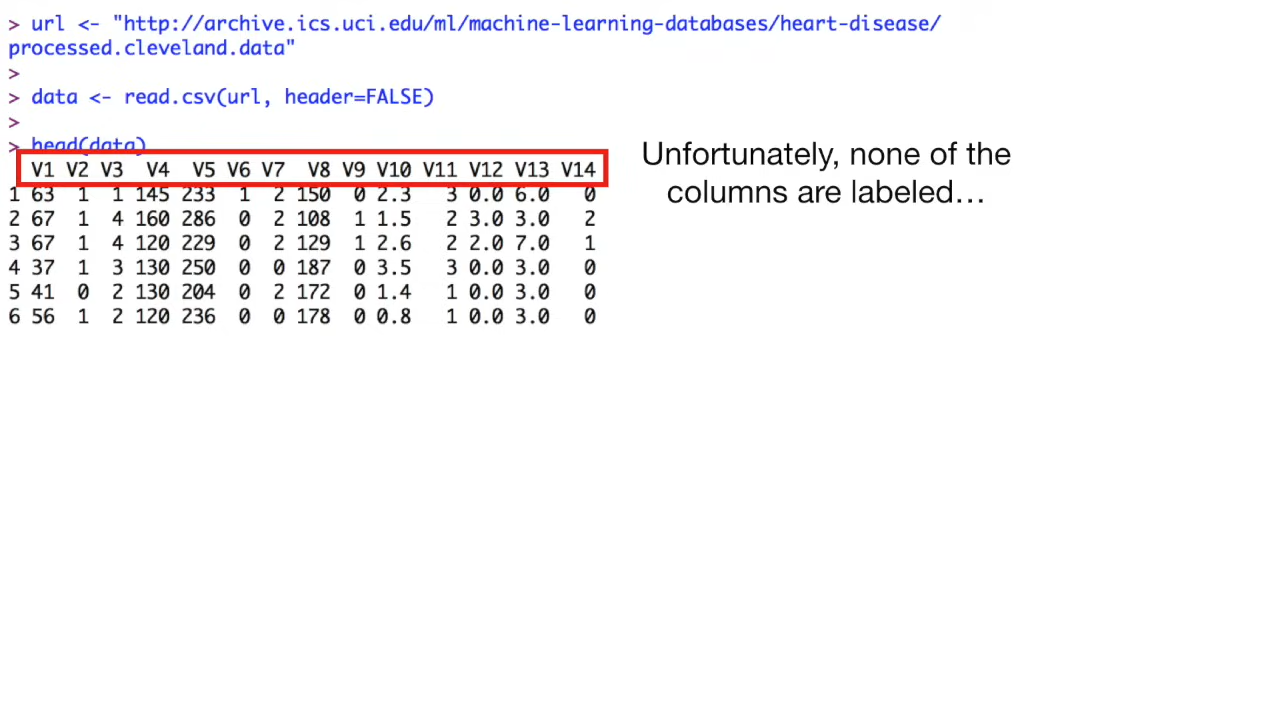 > url <- "http://archive.ics.uci.edu/ml/machine-learning-databases/heart-disease/
processed.cleveland.data"
>
> data <- read.csv(url, header=FALSE)
>
> head(data)
V1 V2 V3 V4 V5 V6 V7 V8 V9 V10 V11 V12 V13 V14
1 63 1 1 145 233 1 2 150 0 2.3 3 0.0 6.0 0
2 67 1 4 160 286 0 2 108 1 1.5 2 3.0 3.0 2
3 67 1 4 120 229 0 2 129 1 2.6 2 2.0 7.0 1
4 37 1 3 130 250 0 0 187 0 3.5 3 0.0 3.0 0
5 41 0 2 130 204 0 2 172 0 1.4 1 0.0 3.0 0
6 56 1 2 120 236 0 0 178 0 0.8 1 0.0 3.0 0
Unfortunately, none of the
columns are labeled…